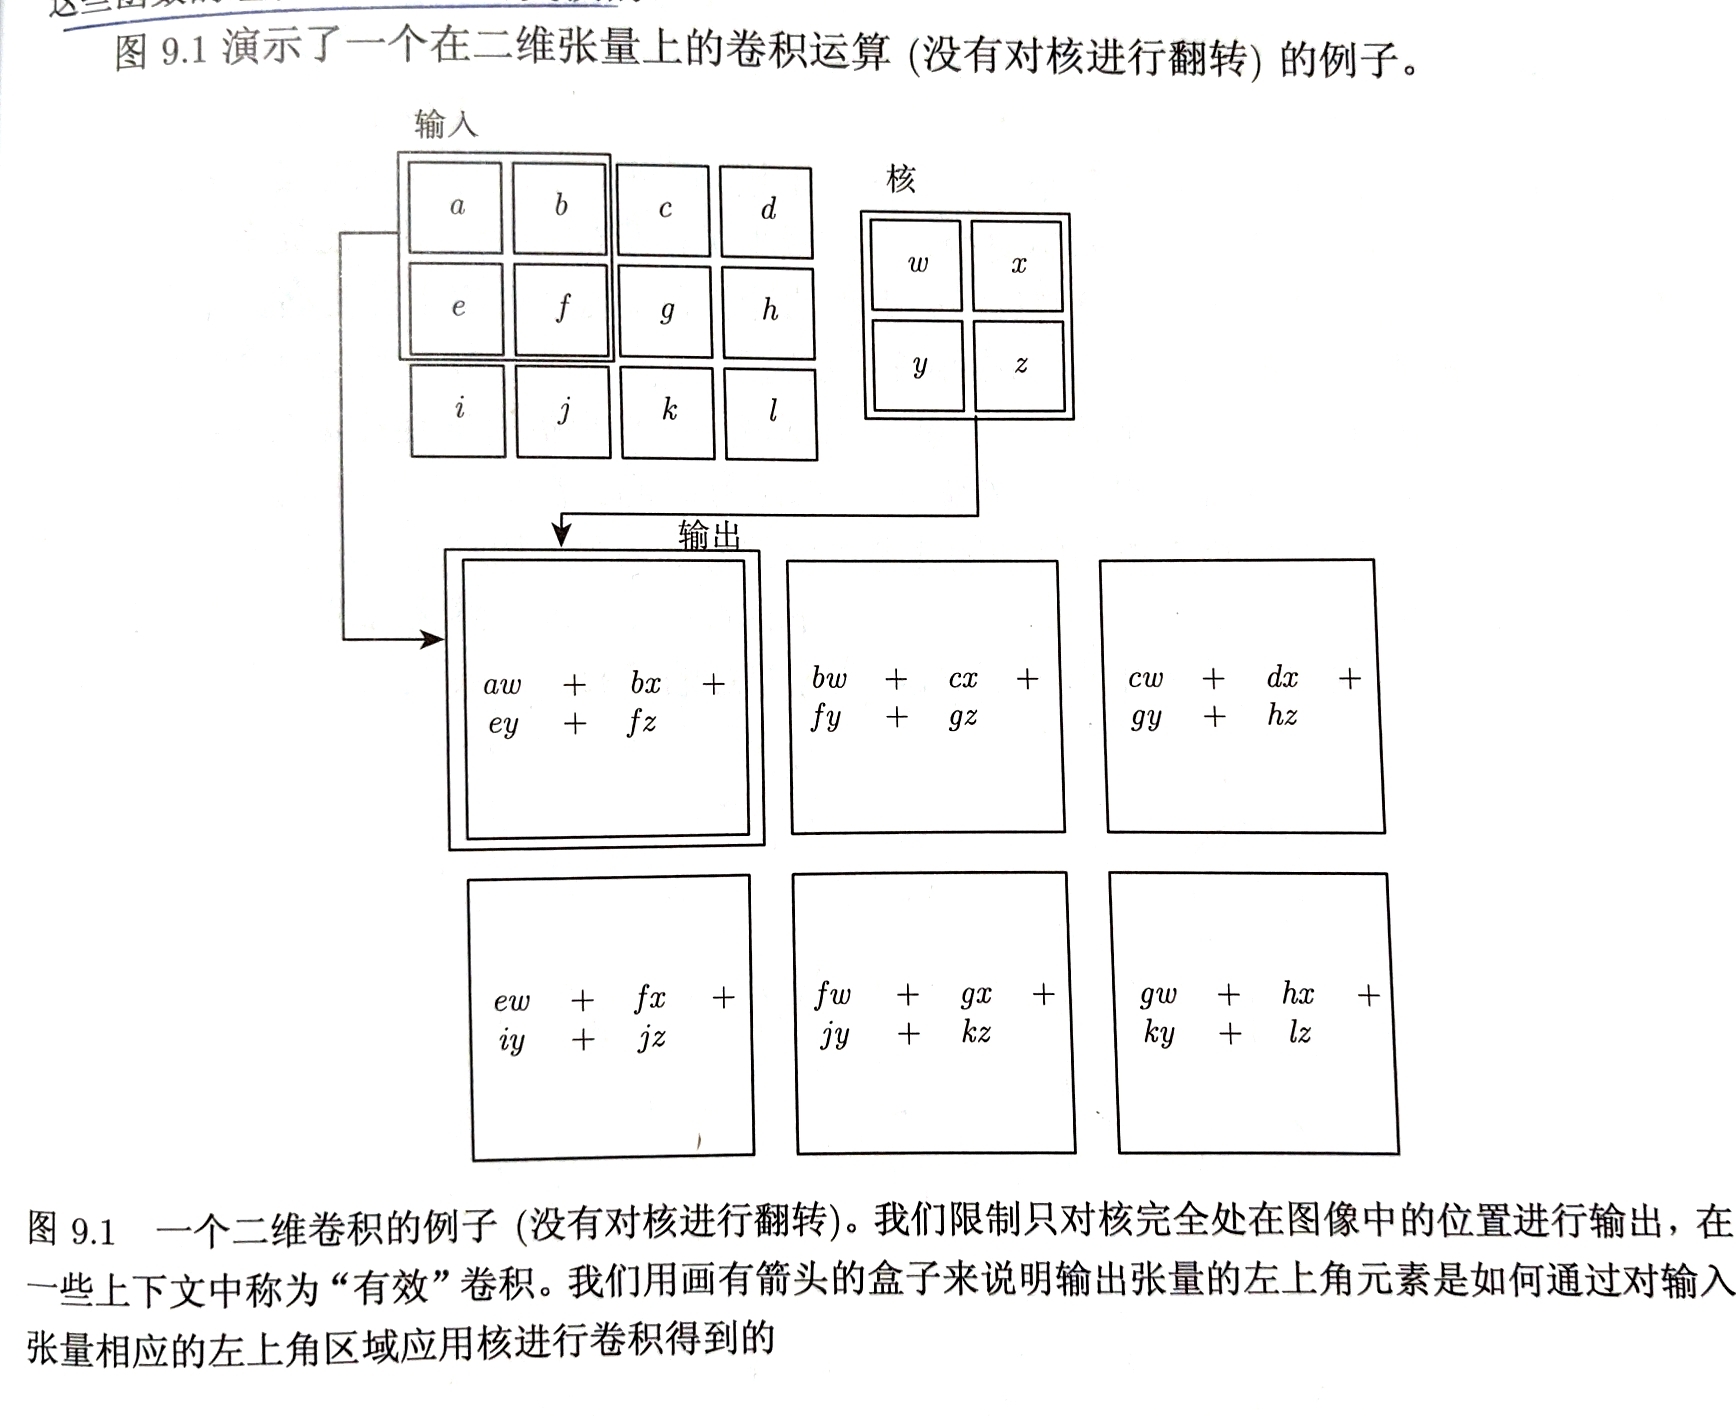 图 9.1 演示了一个在二维张量上的卷积运算 (没有对核进行翻转) 的例子。
输入
核
a b c d
w x
e f g h
y z
i j k l
输出
aw + bx +
ey + fz
bw + cx +
fy + gz
cw + dx +
gy + hz
ew + fx +
iy + jz
fw + gx +
jy + kz
gw + hx +
ky + lz
图 9.1 一个二维卷积的例子 (没有对核进行翻转)。我们限制只对核完全处在图像中的位置进行输出，在
一些上下文中称为“有效”卷积。我们用画有箭头的盒子来说明输出张量的左上角元素是如何通过对输入
张量相应的左上角区域应用核进行卷积得到的